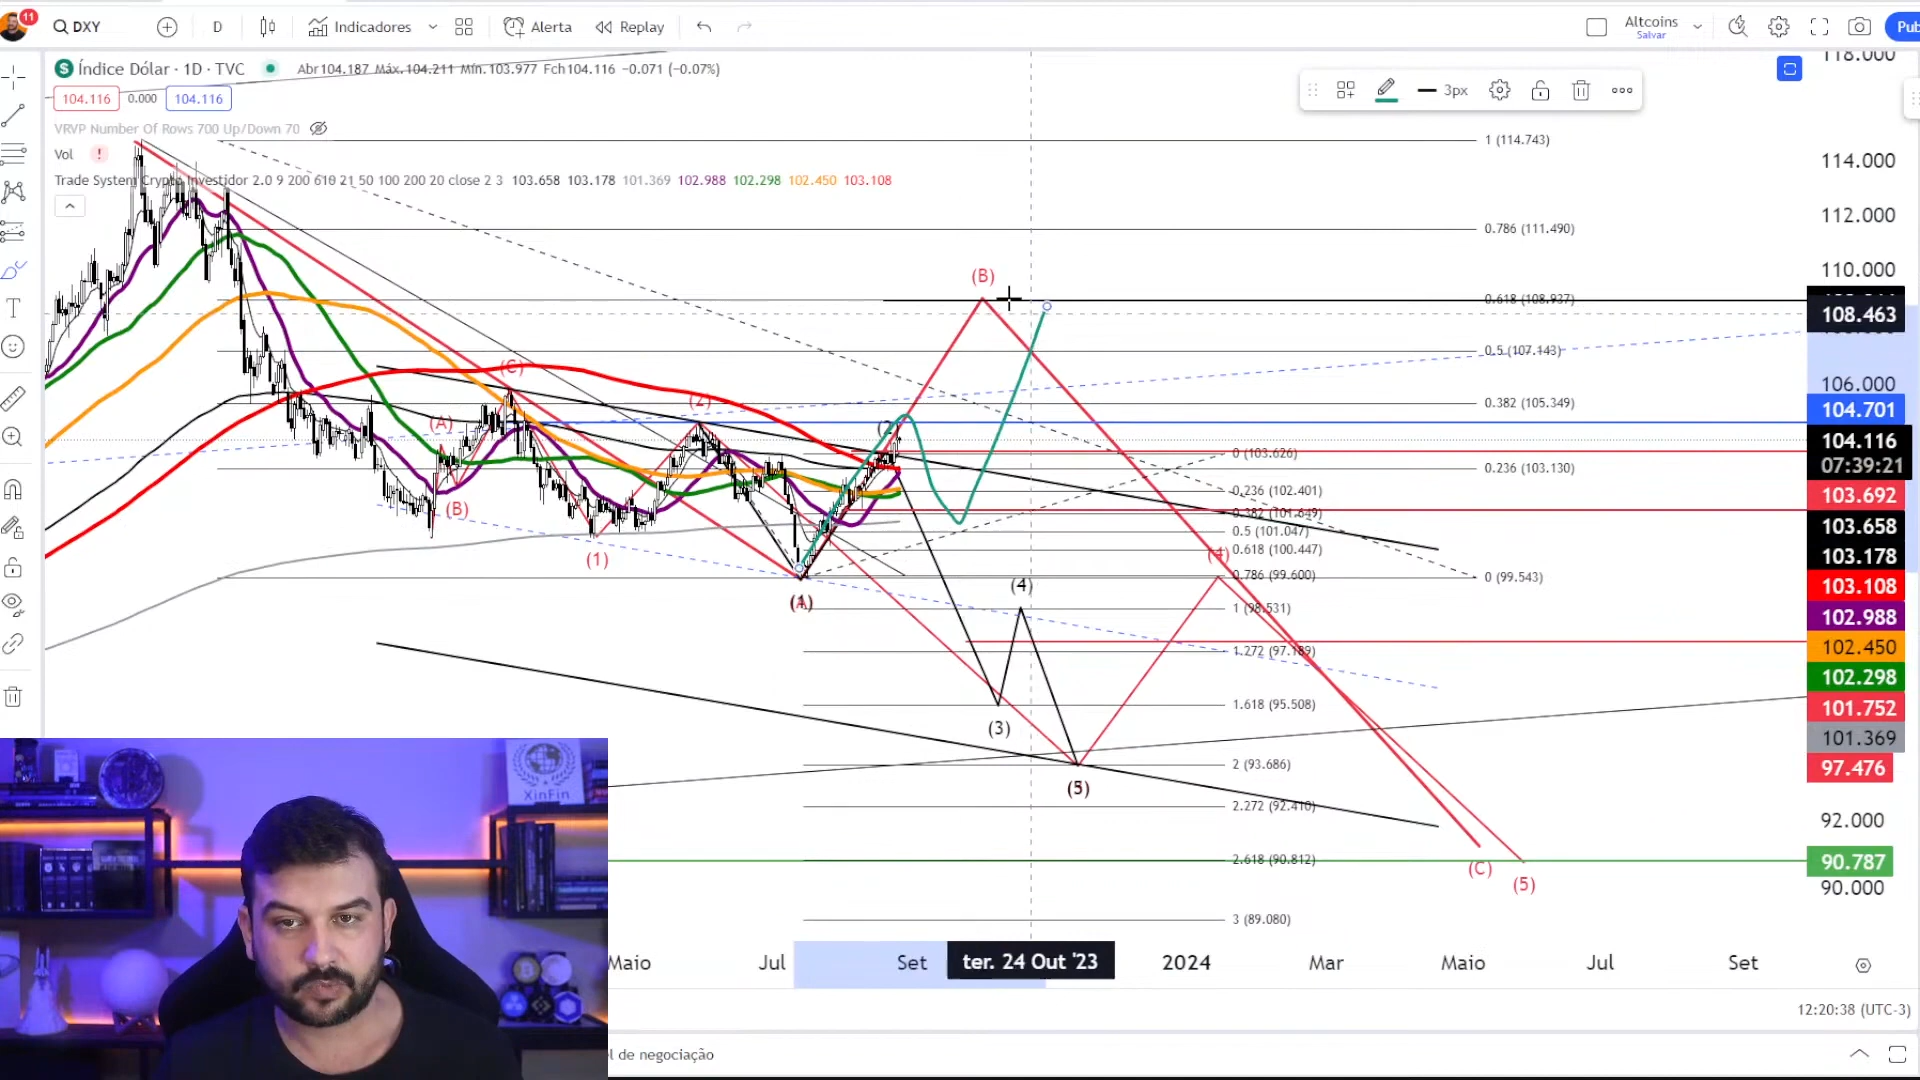 11
DXY
D
Indicadores
Alerta
Replay
Altcoins
Salvar
Pub
Índice Dólar · 1D · TVC
Abr104.187 Máx.104.211 Mín.103.977 Fch104.116 −0.071 (−0.07%)
104.116
0.000
104.116
VRVP Number Of Rows 700 Up/Down 70
Vol
!
Trade System Crypto Investidor 2.0 9 200 610 21 50 100 200 20 close 2 3 103.658 103.178 101.369 102.988 102.298 102.450 103.108
3px
1 (114.743)
0.786 (111.490)
0.618 (108.937)
0.5 (107.143)
0.382 (105.349)
0.236 (103.130)
0 (99.543)
0 (103.626)
0.236 (102.401)
0.382 (101.649)
0.5 (101.047)
0.618 (100.447)
0.786 (99.600)
1 (98.531)
1.272 (97.189)
1.618 (95.508)
2 (93.686)
2.272 (92.410)
2.618 (90.812)
3 (89.080)
(A)
(B)
(C)
(1)
(2)
(2)
(B)
(4)
(4)
(3)
(5)
(C)
(5)
118.000
114.000
112.000
110.000
108.463
106.000
104.701
104.116
07:39:21
103.692
103.658
103.178
103.108
102.988
102.450
102.298
101.752
101.369
97.476
92.000
90.787
90.000
Maio
Jul
Set
ter. 24 Out '23
2024
Mar
Maio
Jul
Set
12:20:38 (UTC-3)
l de negociação
XinFin